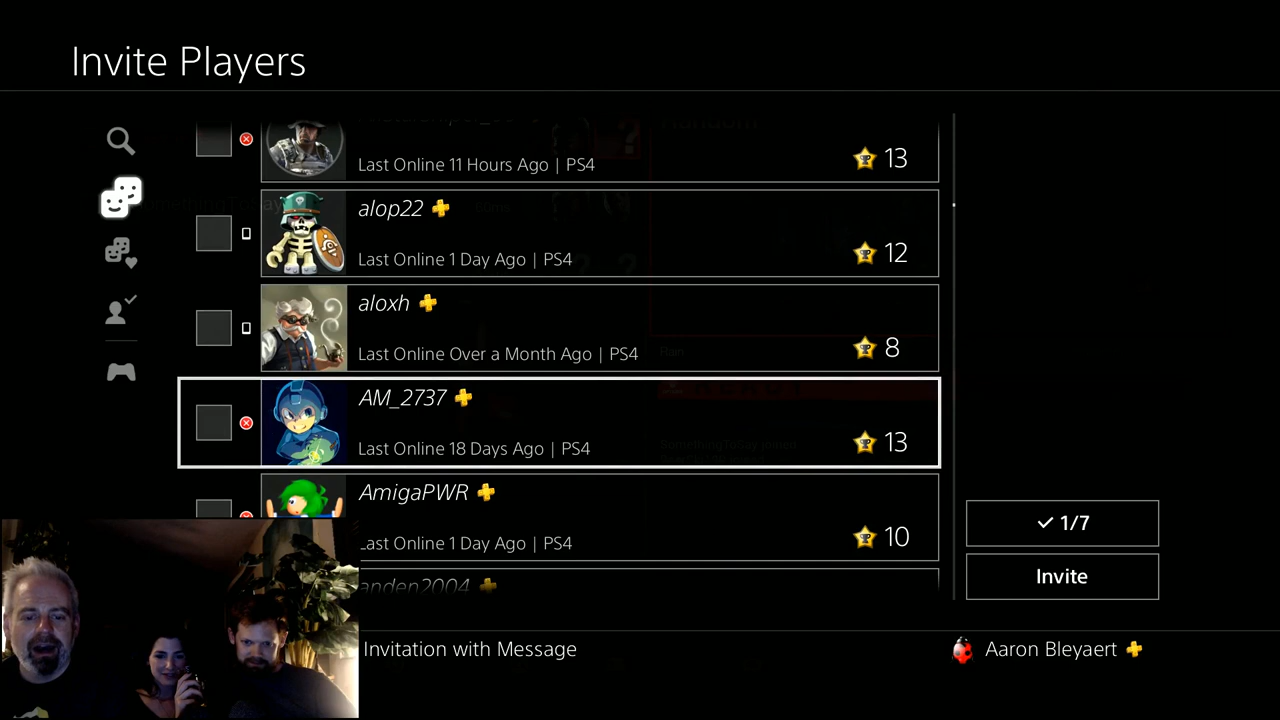 Invite Players
Last Online 11 Hours Ago | PS4
13
alop22
Last Online 1 Day Ago | PS4
12
aloxh
Last Online Over a Month Ago | PS4
8
AM_2737
Last Online 18 Days Ago | PS4
13
AmigaPWR
Last Online 1 Day Ago | PS4
10
anden2004
1/7
Invite
Invitation with Message
Aaron Bleyaert